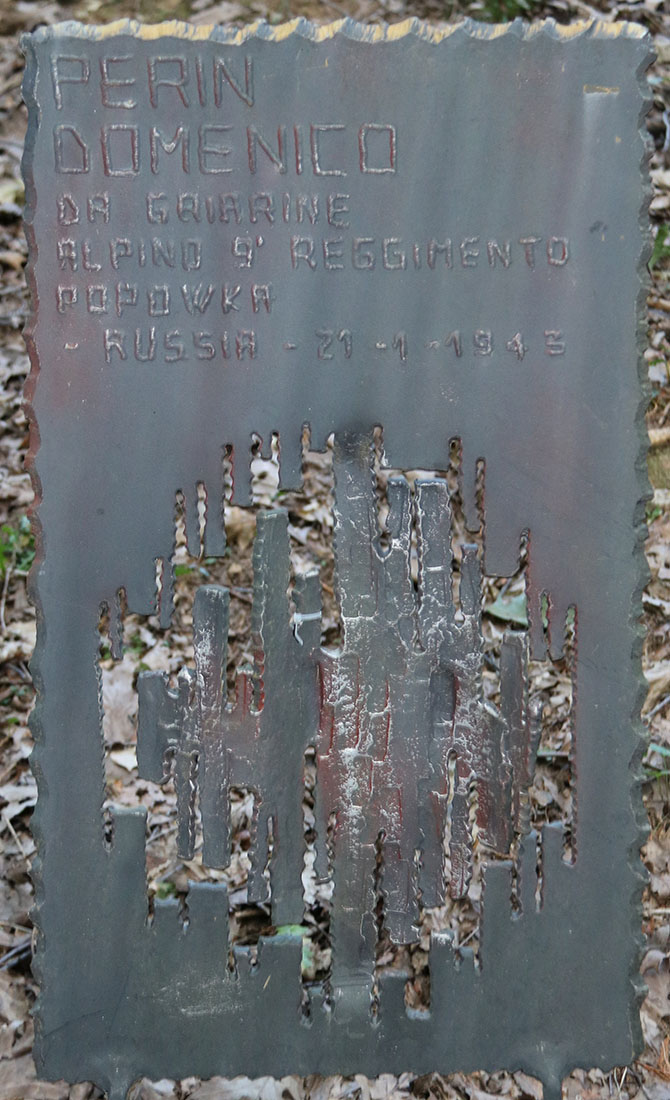 PERIN
DOMENICO
DA GRIARINE
ALPINO 9° REGGIMENTO
POPOWKA
- RUSSIA - 21 - 1 - 1943